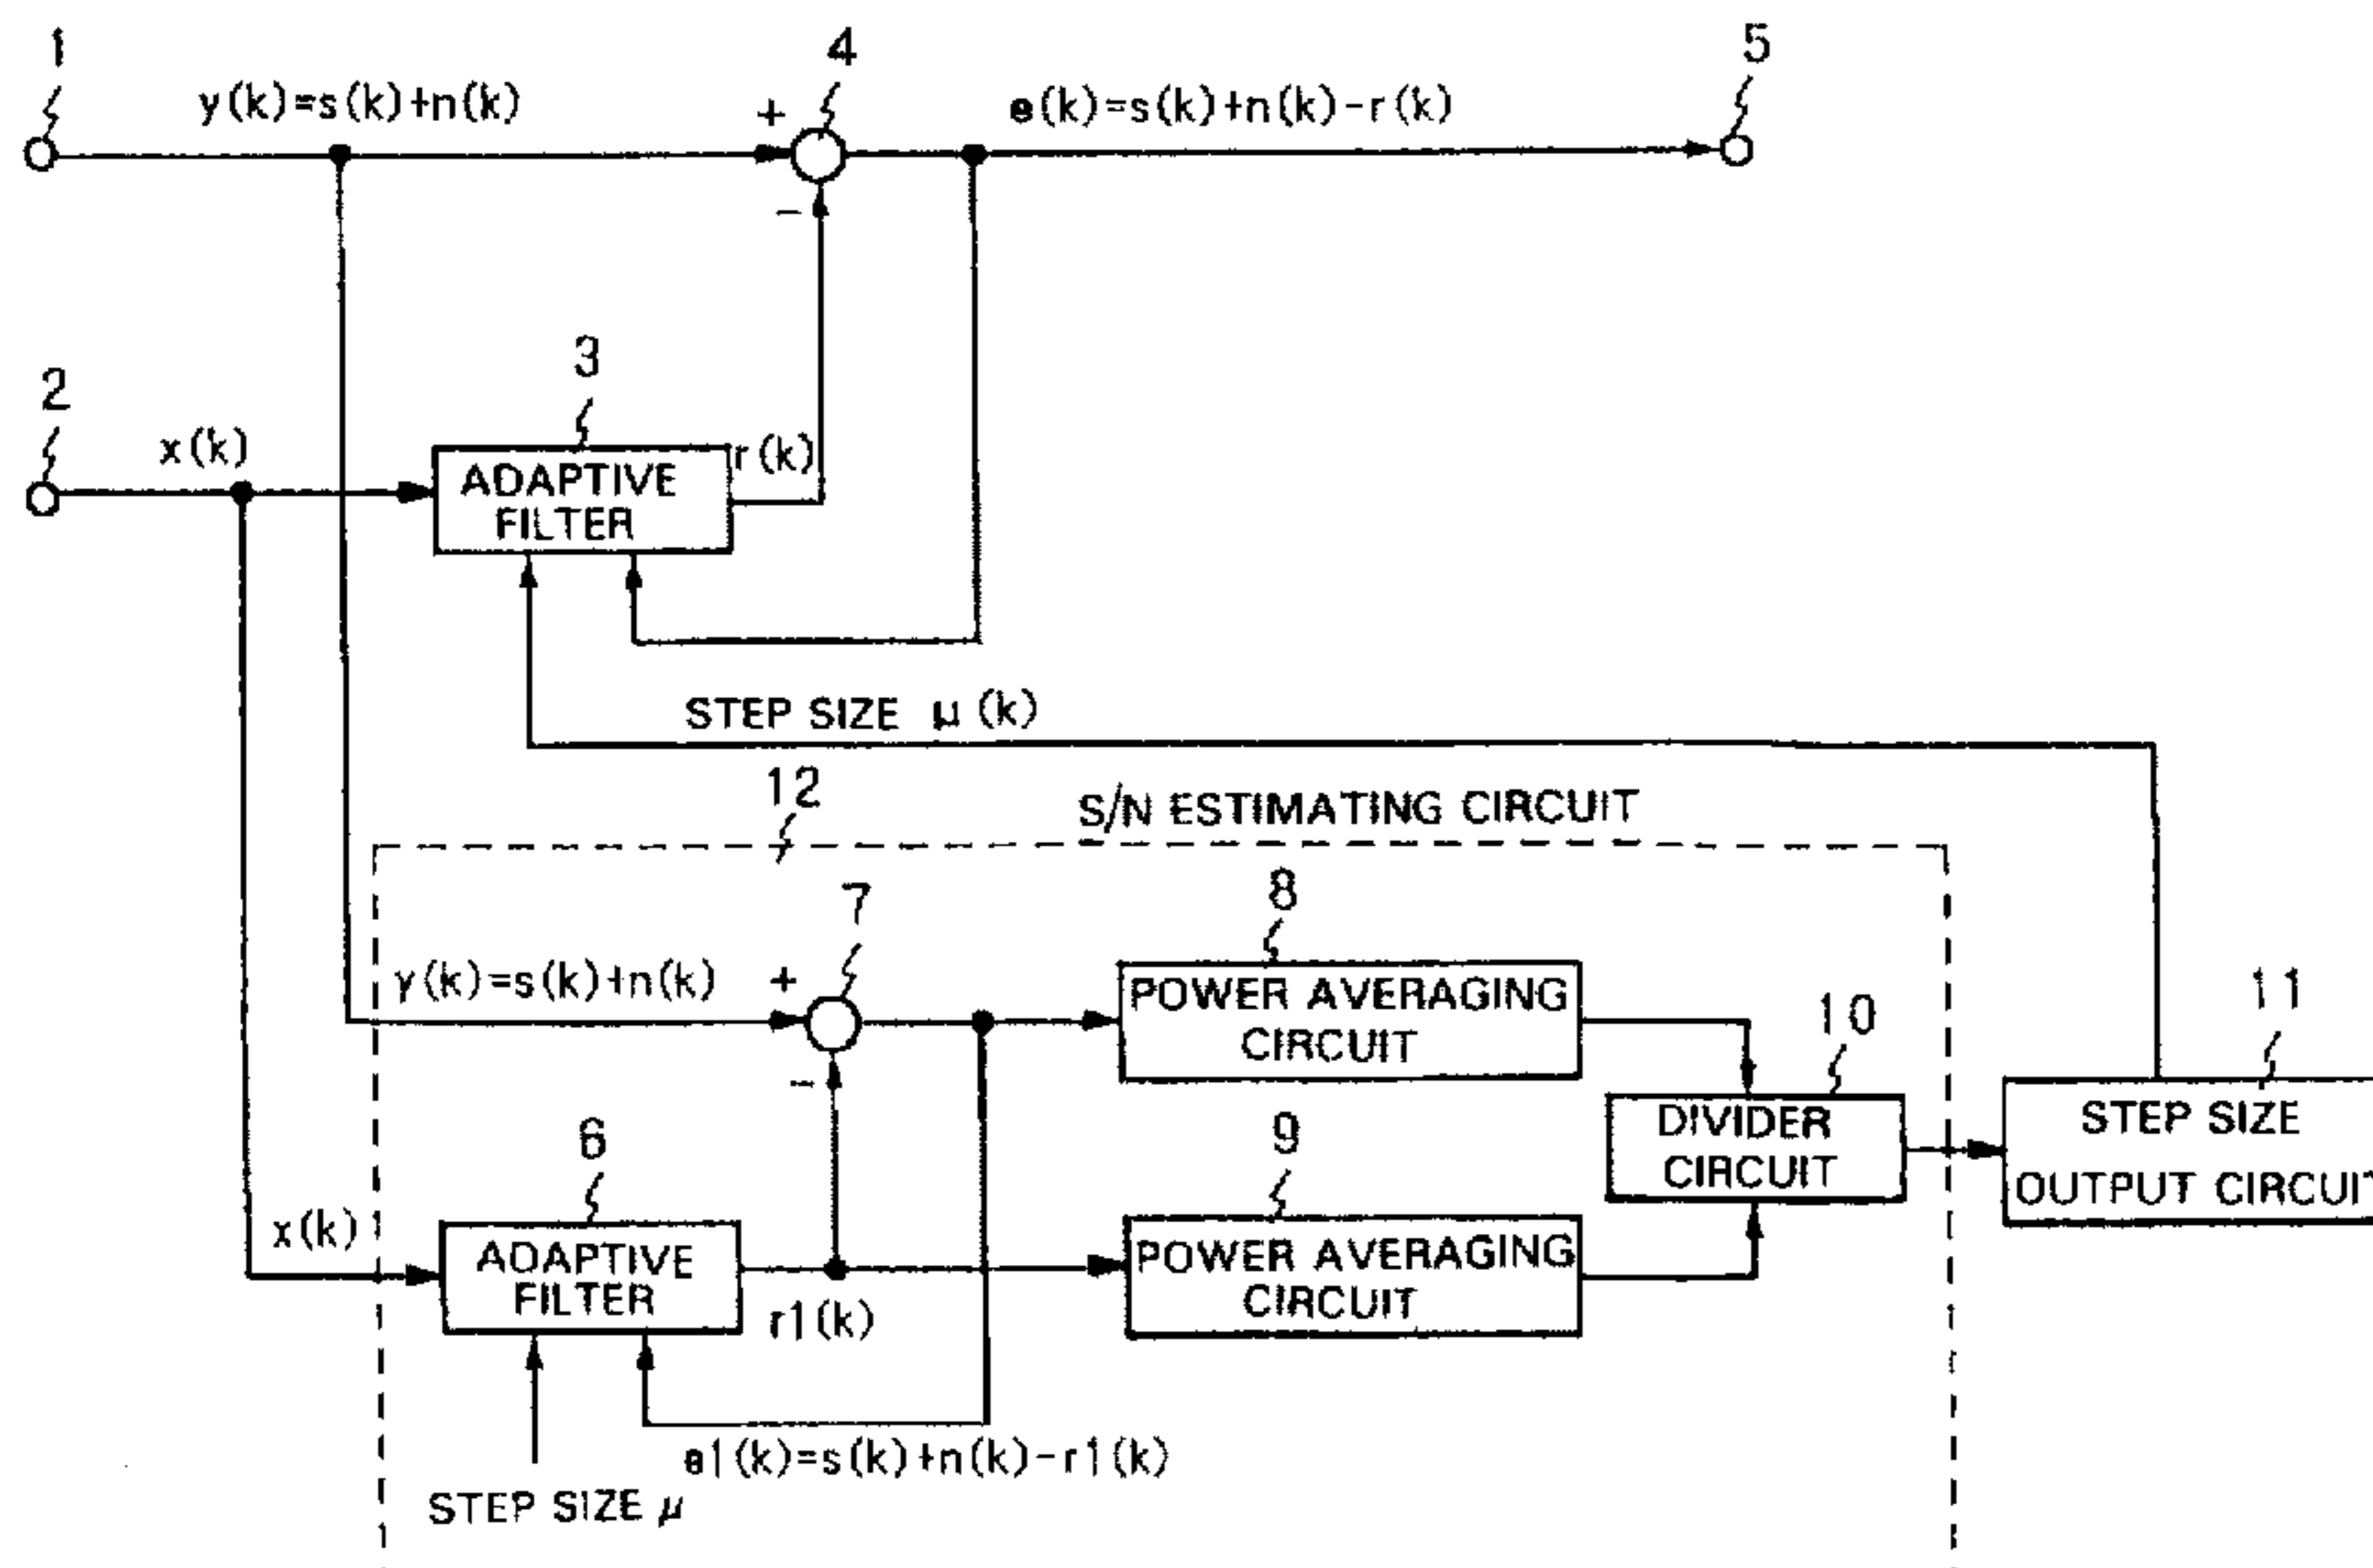 1
4
5
y(k)=s(k)+n(k)
+
e(k)=s(k)+n(k)-r(k)
-
2
3
x(k)
r(k)
ADAPTIVE
FILTER
STEP SIZE μ(k)
12
S/N ESTIMATING CIRCUIT
7
8
y(k)=s(k)+n(k)
+
POWER AVERAGING
CIRCUIT
10
11
-
6
9
DIVIDER
CIRCUIT
STEP SIZE
OUTPUT CIRCUIT
x(k)
ADAPTIVE
FILTER
POWER AVERAGING
CIRCUIT
r1(k)
e1(k)=s(k)+n(k)-r1(k)
STEP SIZE μ